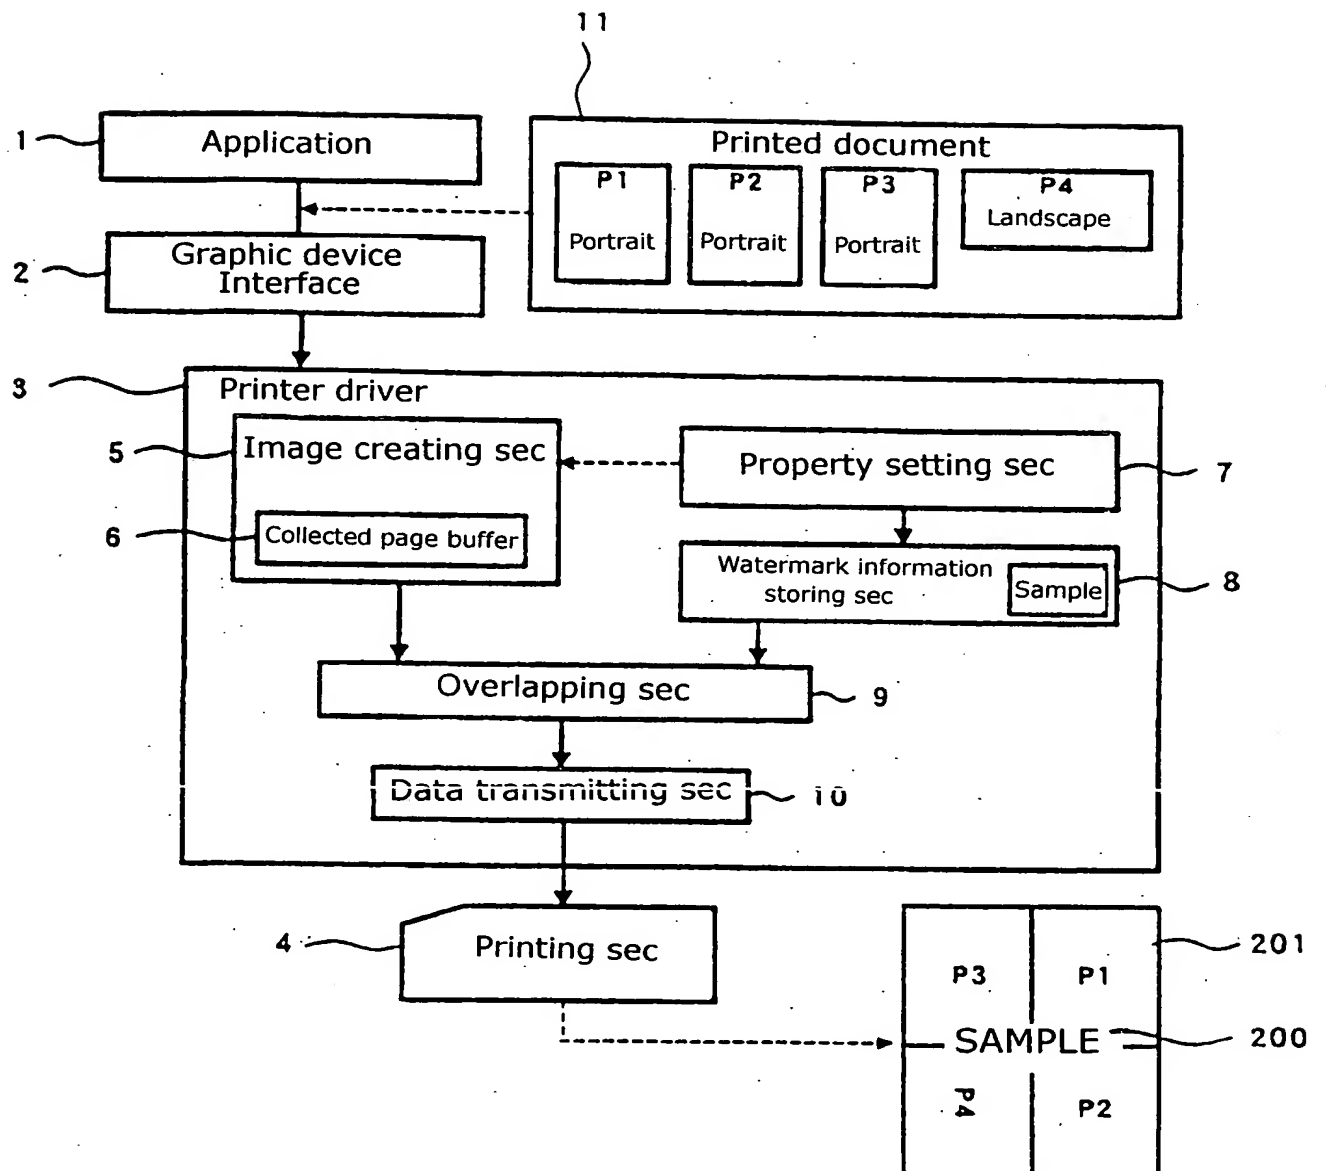 11
1
Application
Printed document
P1
P2
P3
P4
Landscape
Portrait
Portrait
Portrait
2
Graphic device
Interface
3
Printer driver
5
Image creating sec
Property setting sec
7
6
Collected page buffer
Watermark information
storing sec
Sample
8
Overlapping sec
9
Data transmitting sec
10
4
Printing sec
201
P3
P1
SAMPLE
200
P4
P2